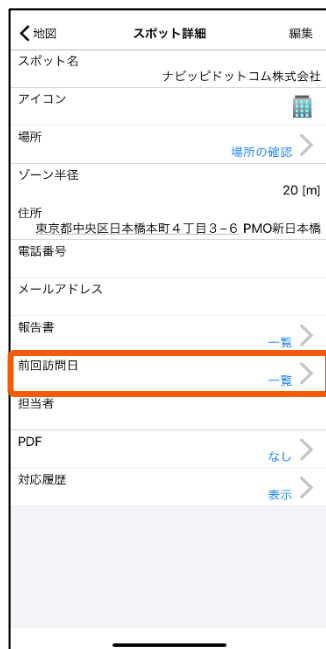 地図 スポット詳細 編集
スポット名
ナビッピドットコム株式会社
アイコン
場所
場所の確認
ゾーン半径
20 [m]
住所
東京都中央区日本橋本町４丁目３−６ PMO新日本橋
電話番号
メールアドレス
報告書
一覧
前回訪問日
一覧
担当者
PDF
なし
対応履歴
表示